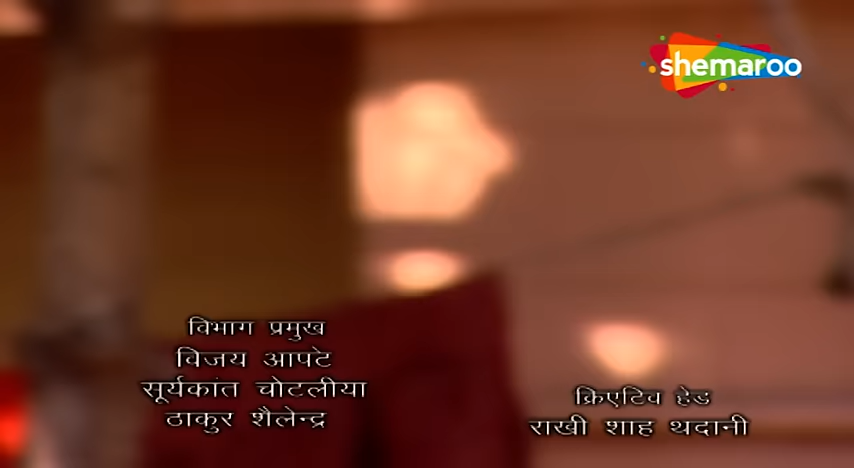 shemaroo
विभाग प्रमुख
विजय आपटे
सूर्यकांत चोटलीया
ठाकुर शैलेन्द्र
क्रिएटिव हेड
राखी शाह थदानी